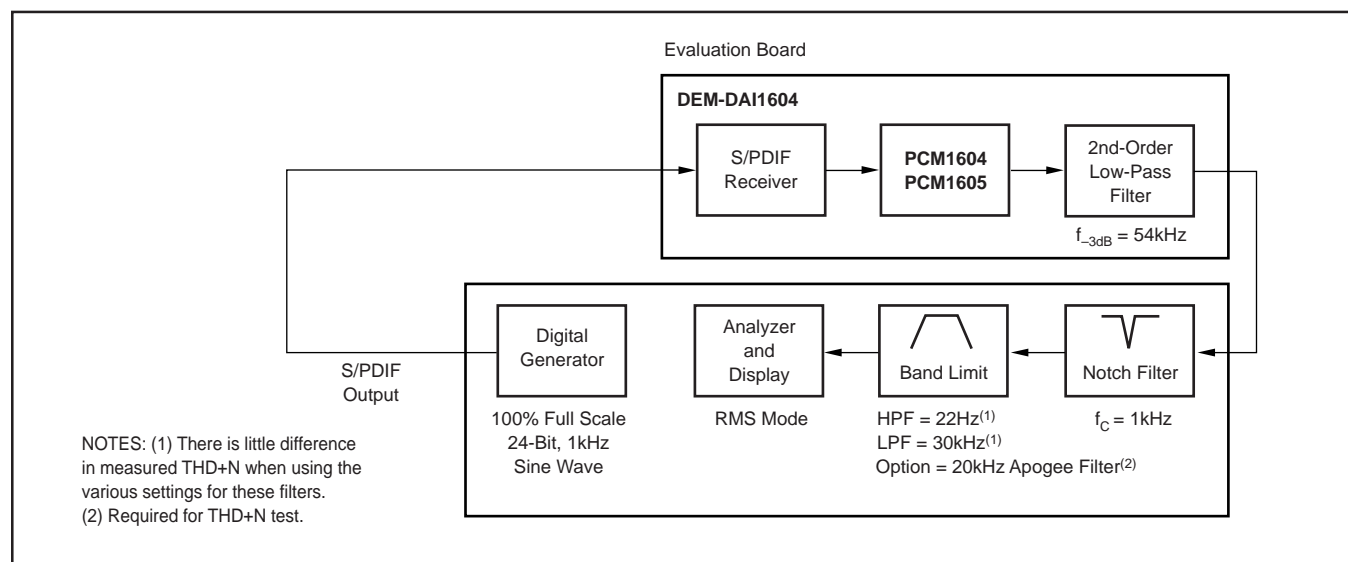 Evaluation Board
DEM-DAI1604
S/PDIF
Receiver
PCM1604
PCM1605
2nd-Order
Low-Pass
Filter
f–3dB = 54kHz
S/PDIF
Output
Digital
Generator
100% Full Scale
24-Bit, 1kHz
Sine Wave
Analyzer
and
Display
RMS Mode
Band Limit
HPF = 22Hz(1)
LPF = 30kHz(1)
Option = 20kHz Apogee Filter(2)
Notch Filter
fC = 1kHz
NOTES: (1) There is little difference
in measured THD+N when using the
various settings for these filters.
(2) Required for THD+N test.